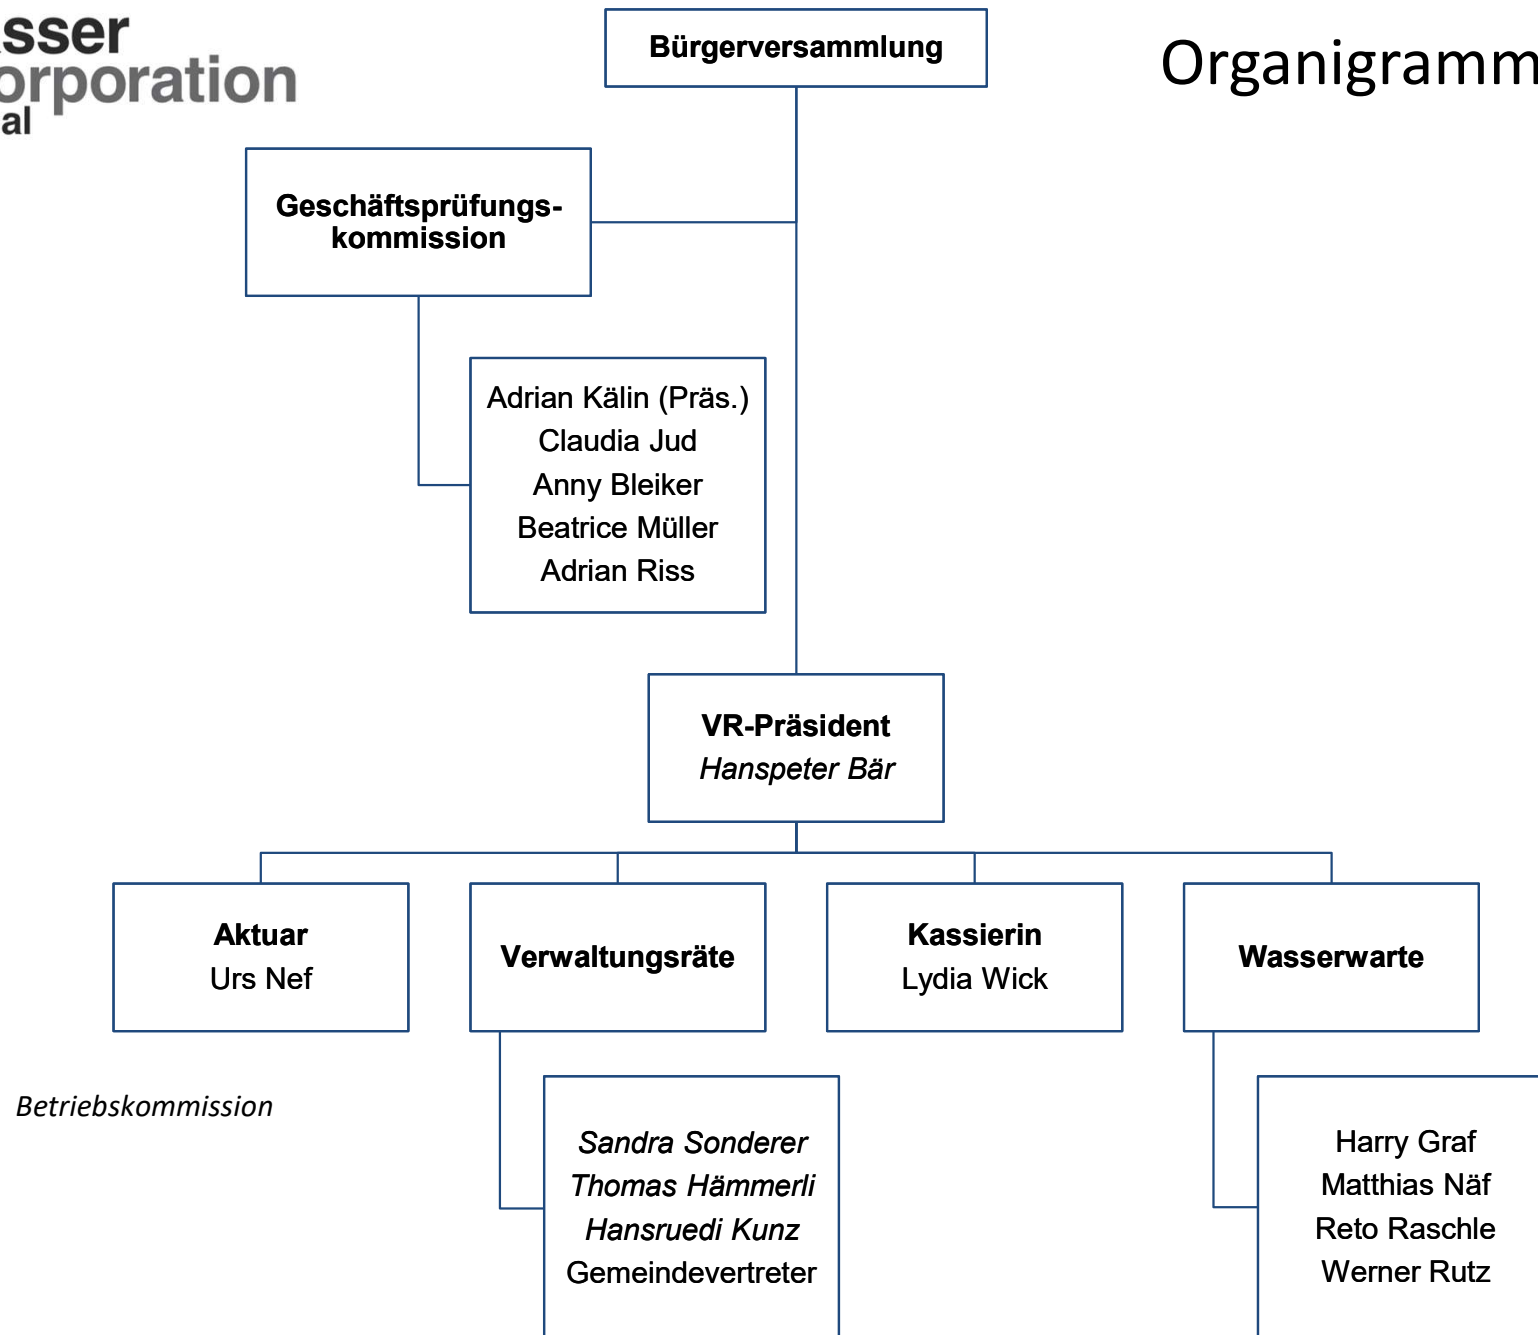 sser
orporation
al
Organigramm
Bürgerversammlung
Geschäftsprüfungs-
kommission
Adrian Kälin (Präs.)
Claudia Jud
Anny Bleiker
Beatrice Müller
Adrian Riss
VR-Präsident
Hanspeter Bär
Aktuar
Urs Nef
Verwaltungsräte
Kassierin
Lydia Wick
Wasserwarte
Betriebskommission
Sandra Sonderer
Thomas Hämmerli
Hansruedi Kunz
Gemeindevertreter
Harry Graf
Matthias Näf
Reto Raschle
Werner Rutz